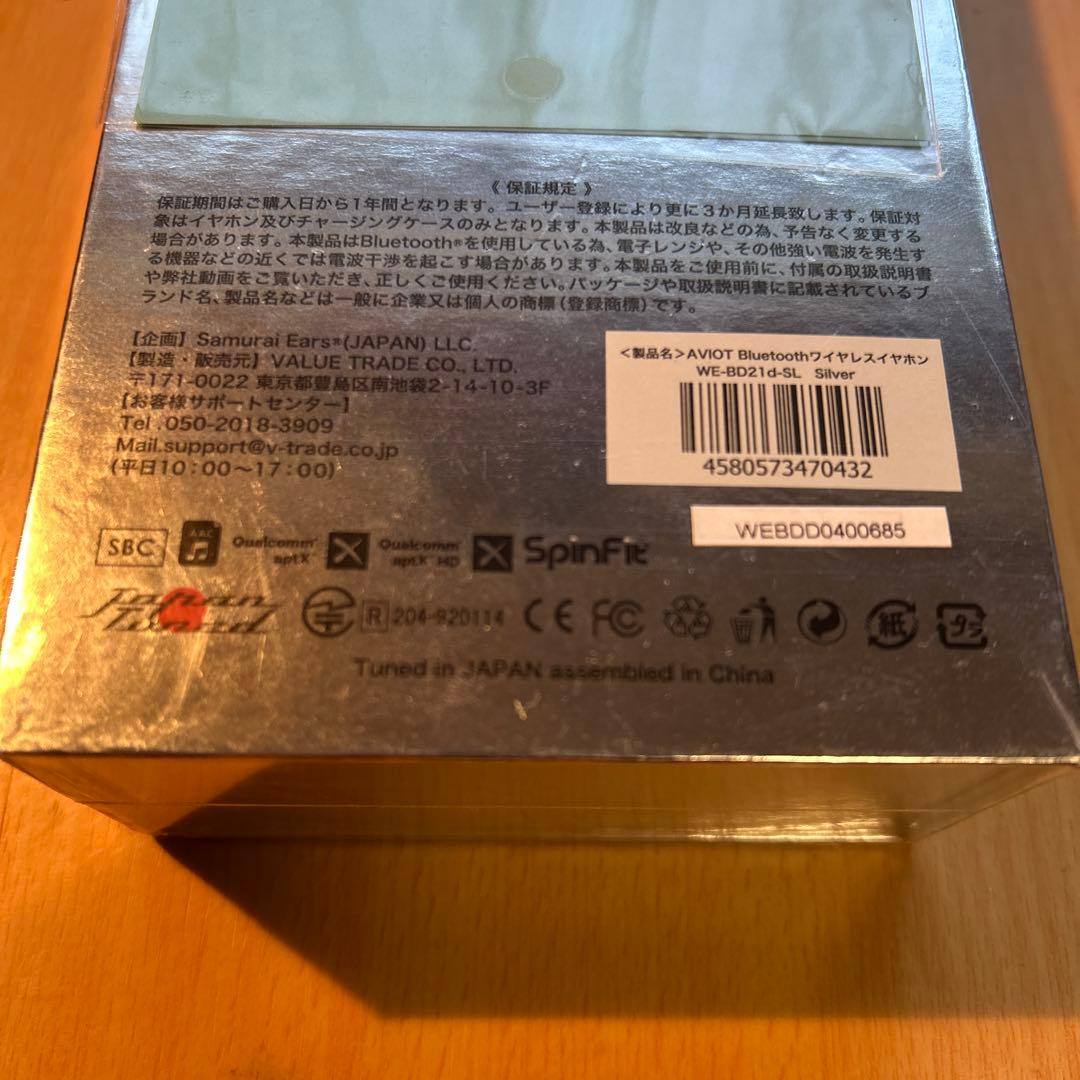 《 保証規定 》
保証期間はご購入日から1年間となります。ユーザー登録により更に3か月延長致します。保証対
象はイヤホン及びチャージングケースのみとなります。本製品は改良などの為、予告なく変更する
場合があります。本製品はBluetooth®を使用している為、電子レンジや、その他強い電波を発生す
る機器などの近くでは電波干渉を起こす場合があります。本製品をご使用前に、付属の取扱説明書
や弊社動画をご覧いただき、正しくご使用ください。パッケージや取扱説明書に記載されているブ
ランド名、製品名などは一般に企業又は個人の商標（登録商標）です。
【企画】Samurai Ears®(JAPAN) LLC.
【製造・販売元】VALUE TRADE CO., LTD.
〒171-0022 東京都豊島区南池袋2-14-10-3F
【お客様サポートセンター】
Tel .050-2018-3909
Mail.support@v-trade.co.jp
(平日10：00〜17：00)
<製品名>AVIOT Bluetoothワイヤレスイヤホン
WE-BD21d-SL Silver
4580573470432
WEBDD0400685
SBC AAC Qualcomm® aptX™ Qualcomm® aptX™ HD SpinFit™
Japan Tuned R 204-920114 CE FC 紙 プラ
Tuned in JAPAN assembled in China